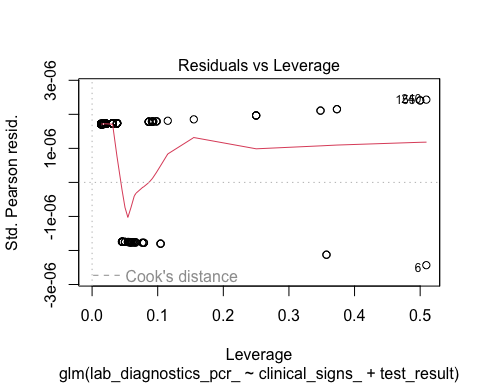 Residuals vs Leverage
Std. Pearson resid.
3e-06
1e-06
-1e-06
-3e-06
6
Cook's distance
0.0
0.1
0.2
0.3
0.4
0.5
Leverage
glm(lab_diagnostics_pcr_ ~ clinical_signs_ + test_result)